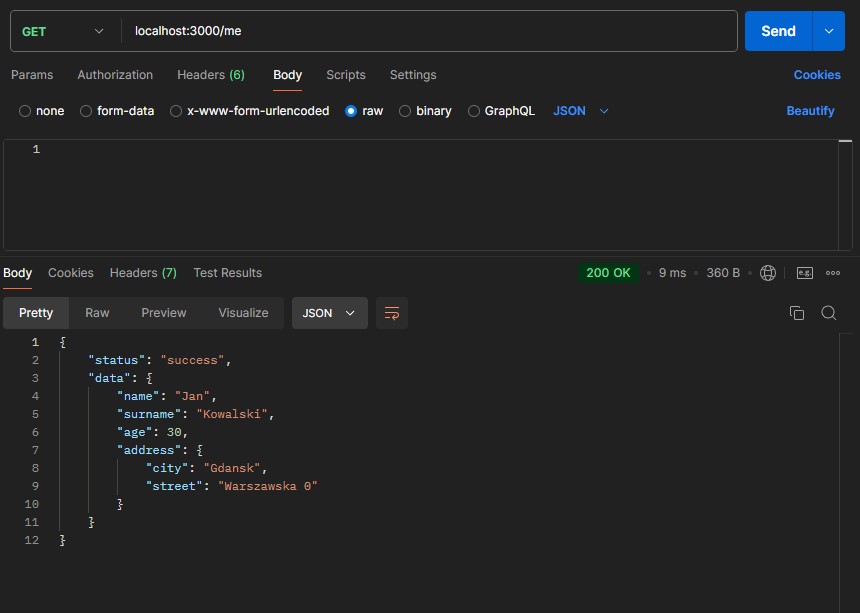 GET localhost:3000/me Send
Params Authorization Headers (6) Body Scripts Settings Cookies
none form-data x-www-form-urlencoded raw binary GraphQL JSON Beautify
1
Body Cookies Headers (7) Test Results 200 OK 9 ms 360 B e.g.
Pretty Raw Preview Visualize JSON
1 {
2 "status": "success",
3 "data": {
4 "name": "Jan",
5 "surname": "Kowalski",
6 "age": 30,
7 "address": {
8 "city": "Gdansk",
9 "street": "Warszawska 0"
10 }
11 }
12 }